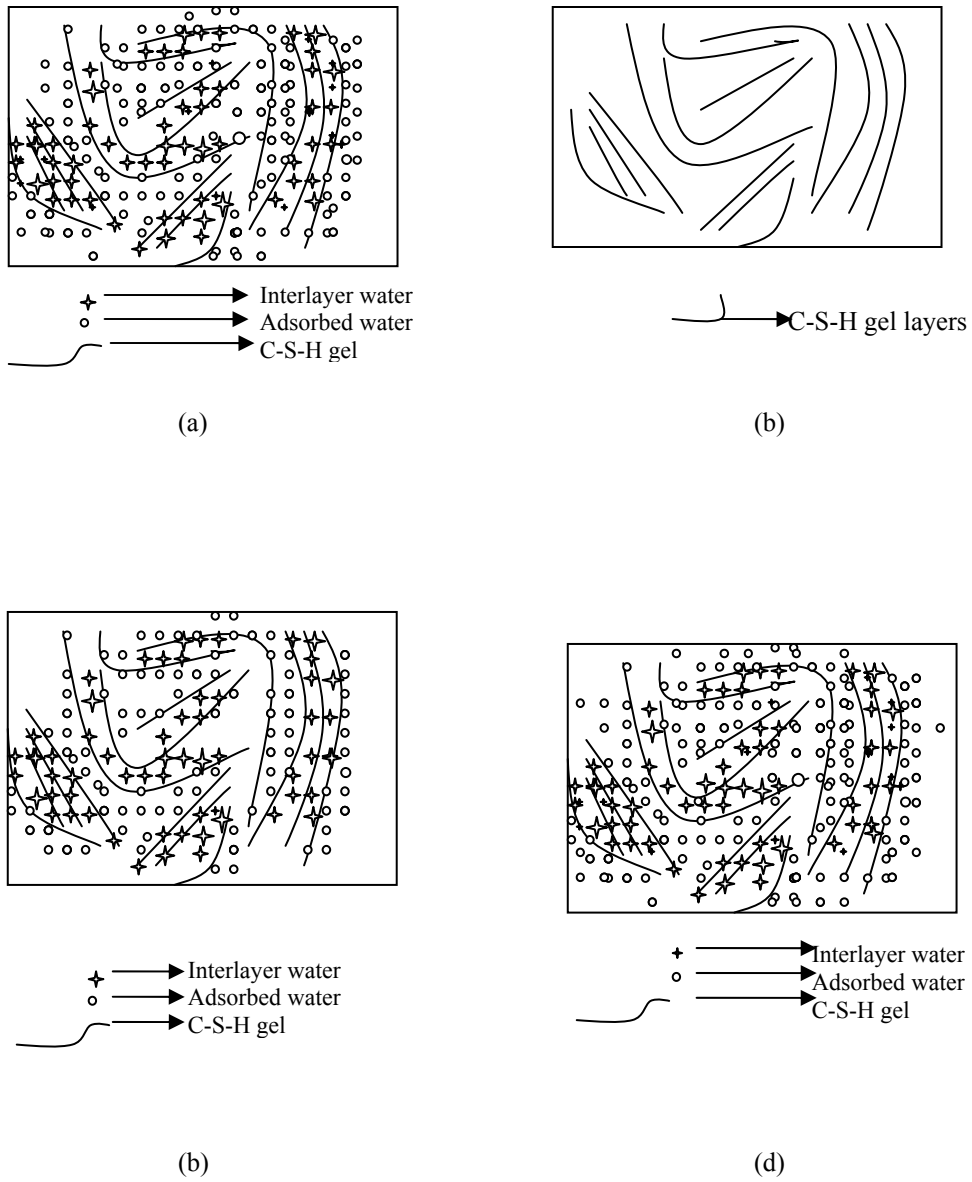 Interlayer water
Adsorbed water
C-S-H gel
C-S-H gel layers
(a)
(b)
Interlayer water
Adsorbed water
C-S-H gel
Interlayer water
Adsorbed water
C-S-H gel
(b)
(d)